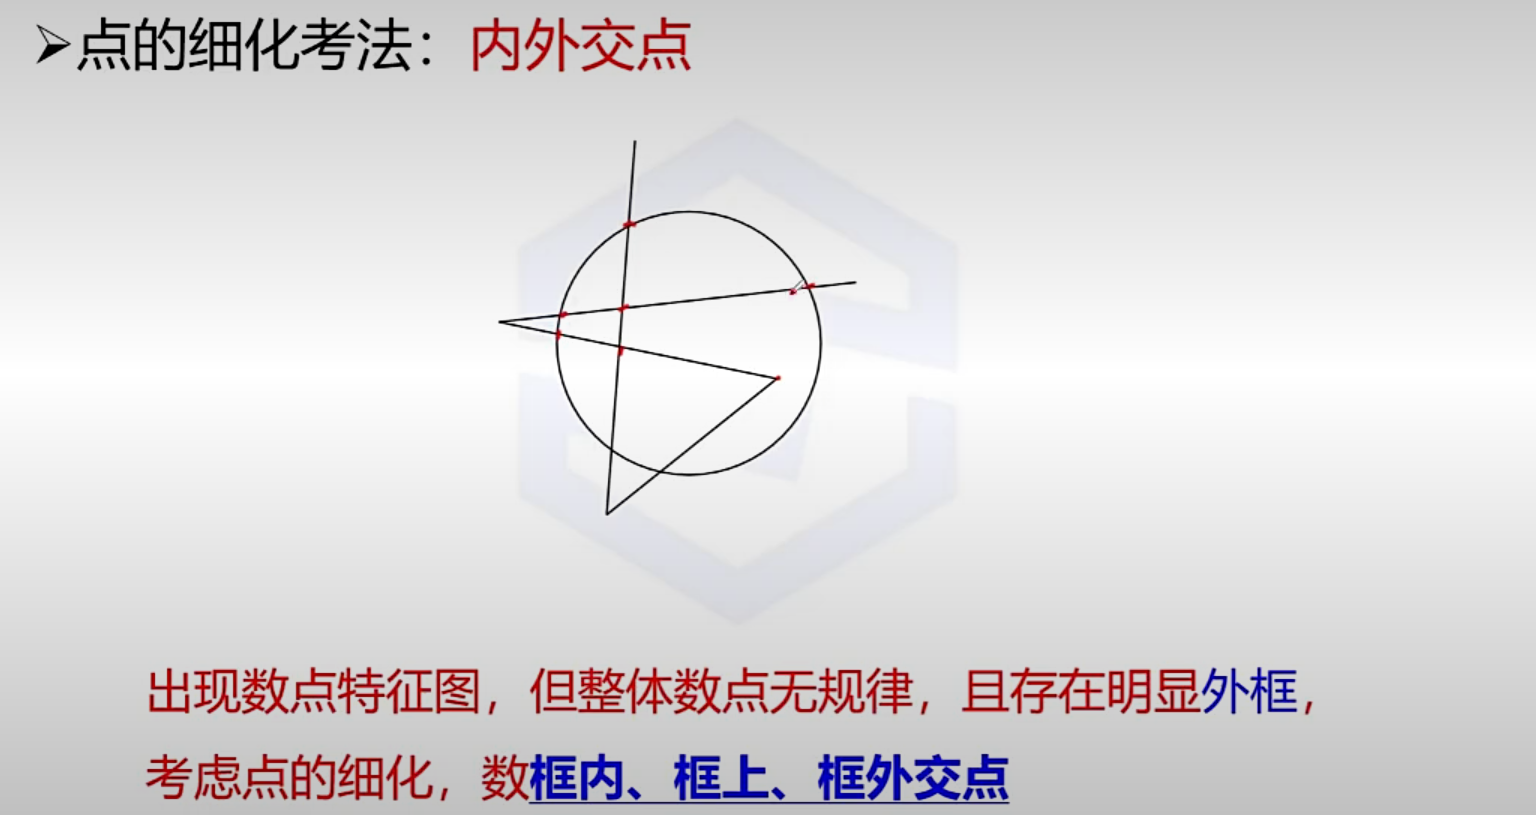 ➢点的细化考法：内外交点
出现数点特征图，但整体数点无规律，且存在明显外框，
考虑点的细化，数框内、框上、框外交点